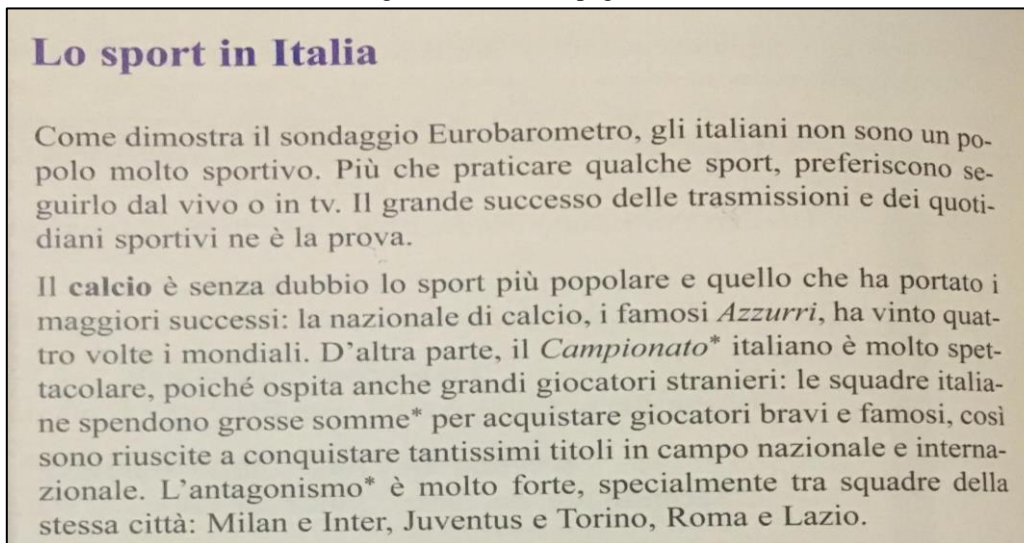 Lo sport in Italia
Come dimostra il sondaggio Eurobarometro, gli italiani non sono un po-
polo molto sportivo. Più che praticare qualche sport, preferiscono se-
guirlo dal vivo o in tv. Il grande successo delle trasmissioni e dei quoti-
diani sportivi ne è la prova.
Il calcio è senza dubbio lo sport più popolare e quello che ha portato i
maggiori successi: la nazionale di calcio, i famosi Azzurri, ha vinto quat-
tro volte i mondiali. D'altra parte, il Campionato* italiano è molto spet-
tacolare, poiché ospita anche grandi giocatori stranieri: le squadre italia-
ne spendono grosse somme* per acquistare giocatori bravi e famosi, così
sono riuscite a conquistare tantissimi titoli in campo nazionale e interna-
zionale. L'antagonismo* è molto forte, specialmente tra squadre della
stessa città: Milan e Inter, Juventus e Torino, Roma e Lazio.